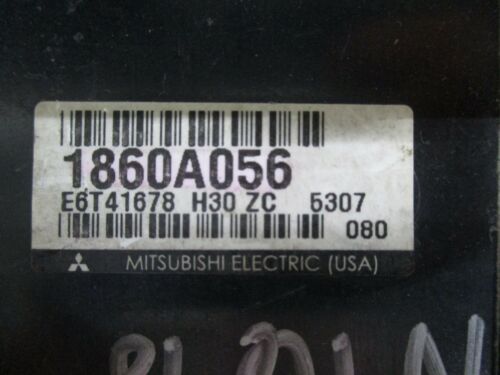 1860A056
E6T41678 H30 ZC 5307
080
MITSUBISHI ELECTRIC (USA)